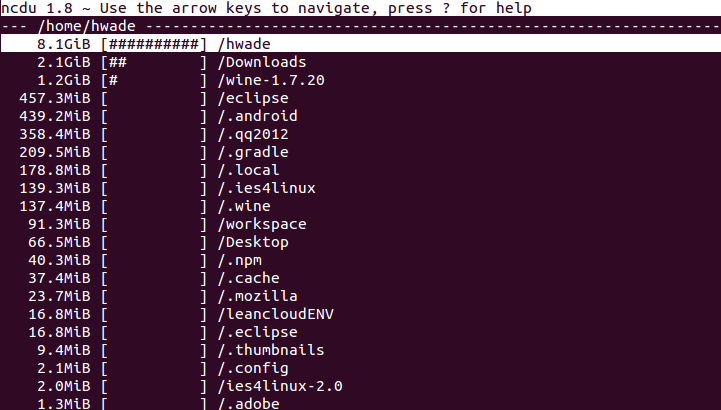 ncdu 1.8 ~ Use the arrow keys to navigate, press ? for help
--- /home/hwade -----------------------------------------------------------------------
    8.1GiB [##########] /hwade
    2.1GiB [##        ] /Downloads
    1.2GiB [#         ] /wine-1.7.20
  457.3MiB [          ] /eclipse
  439.2MiB [          ] /.android
  358.4MiB [          ] /.qq2012
  209.5MiB [          ] /.gradle
  178.8MiB [          ] /.local
  139.3MiB [          ] /.ies4linux
  137.4MiB [          ] /.wine
   91.3MiB [          ] /workspace
   66.5MiB [          ] /Desktop
   40.3MiB [          ] /.npm
   37.4MiB [          ] /.cache
   23.7MiB [          ] /.mozilla
   16.8MiB [          ] /leancloudENV
   16.8MiB [          ] /.eclipse
    9.4MiB [          ] /.thumbnails
    2.1MiB [          ] /.config
    2.0MiB [          ] /ies4linux-2.0
    1.3MiB [          ] /.adobe